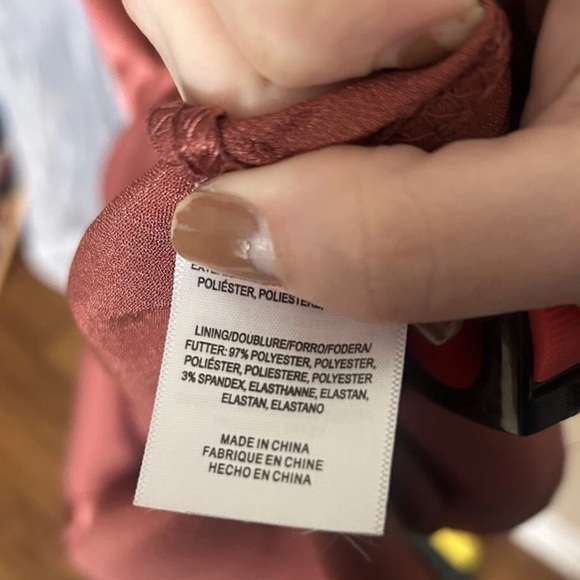 POLIÉSTER, POLIESTERE,
LINING/DOUBLURE/FORRO/FODERA/
FUTTER: 97% POLYESTER, POLYESTER,
POLIÉSTER, POLIESTERE, POLYESTER
3% SPANDEX, ELASTHANNE, ELASTAN,
ELASTAN, ELASTANO
MADE IN CHINA
FABRIQUE EN CHINE
HECHO EN CHINA